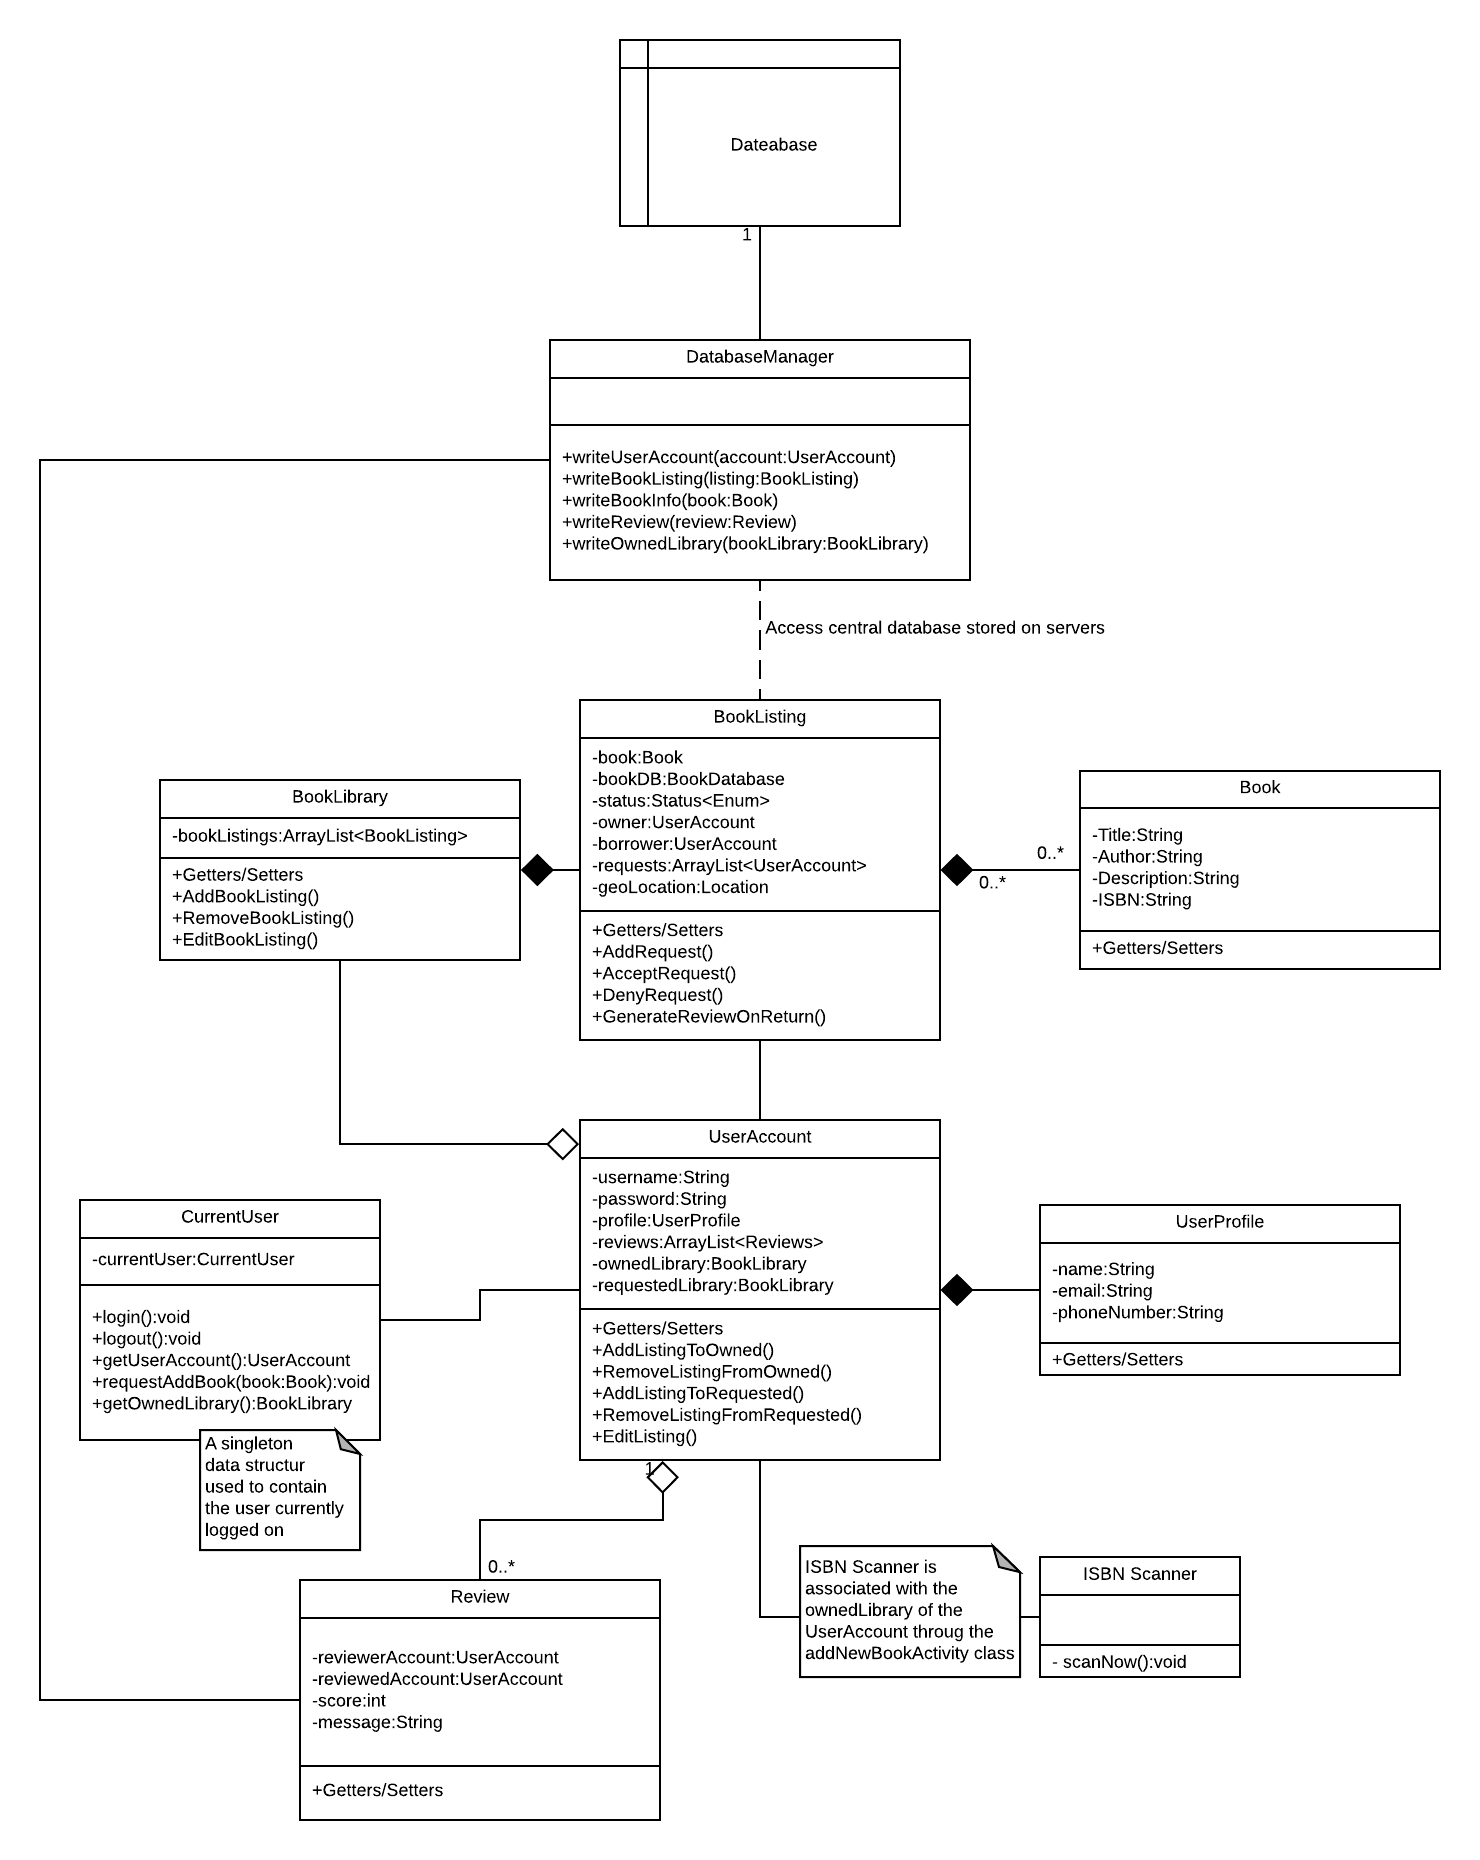 Dateabase
1
DatabaseManager
+writeUserAccount(account:UserAccount)
+writeBookListing(listing:BookListing)
+writeBookInfo(book:Book)
+writeReview(review:Review)
+writeOwnedLibrary(bookLibrary:BookLibrary)
Access central database stored on servers
BookListing
-book:Book
-bookDB:BookDatabase
-status:Status<Enum>
-owner:UserAccount
-borrower:UserAccount
-requests:ArrayList<UserAccount>
-geoLocation:Location
+Getters/Setters
+AddRequest()
+AcceptRequest()
+DenyRequest()
+GenerateReviewOnReturn()
BookLibrary
-bookListings:ArrayList<BookListing>
+Getters/Setters
+AddBookListing()
+RemoveBookListing()
+EditBookListing()
0..*
0..*
Book
-Title:String
-Author:String
-Description:String
-ISBN:String
+Getters/Setters
UserAccount
-username:String
-password:String
-profile:UserProfile
-reviews:ArrayList<Reviews>
-ownedLibrary:BookLibrary
-requestedLibrary:BookLibrary
+Getters/Setters
+AddListingToOwned()
+RemoveListingFromOwned()
+AddListingToRequested()
+RemoveListingFromRequested()
+EditListing()
CurrentUser
-currentUser:CurrentUser
+login():void
+logout():void
+getUserAccount():UserAccount
+requestAddBook(book:Book):void
+getOwnedLibrary():BookLibrary
A singleton
data structur
used to contain
the user currently
logged on
UserProfile
-name:String
-email:String
-phoneNumber:String
+Getters/Setters
1
0..*
Review
-reviewerAccount:UserAccount
-reviewedAccount:UserAccount
-score:int
-message:String
+Getters/Setters
ISBN Scanner is
associated with the
ownedLibrary of the
UserAccount throug the
addNewBookActivity class
ISBN Scanner
- scanNow():void